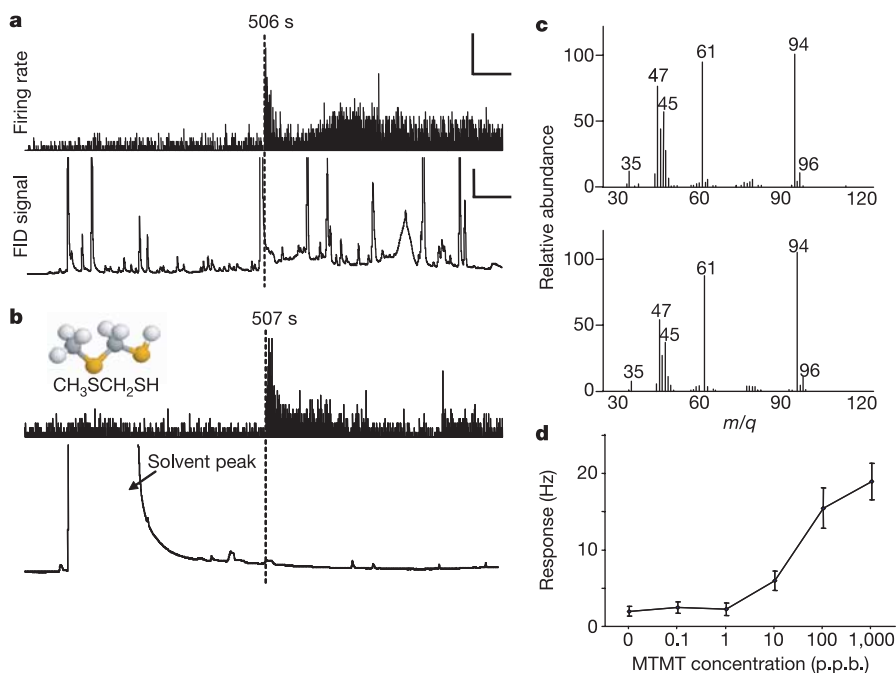 a
506 s
Firing rate
FID signal
b
507 s
CH₃SCH₂SH
Solvent peak
c
Relative abundance
100
50
0
35
47
45
61
94
96
30
60
90
120
100
50
0
35
47
45
61
94
96
30
60
90
120
m/q
d
Response (Hz)
20
10
0
0
0.1
1
10
100
1,000
MTMT concentration (p.p.b.)